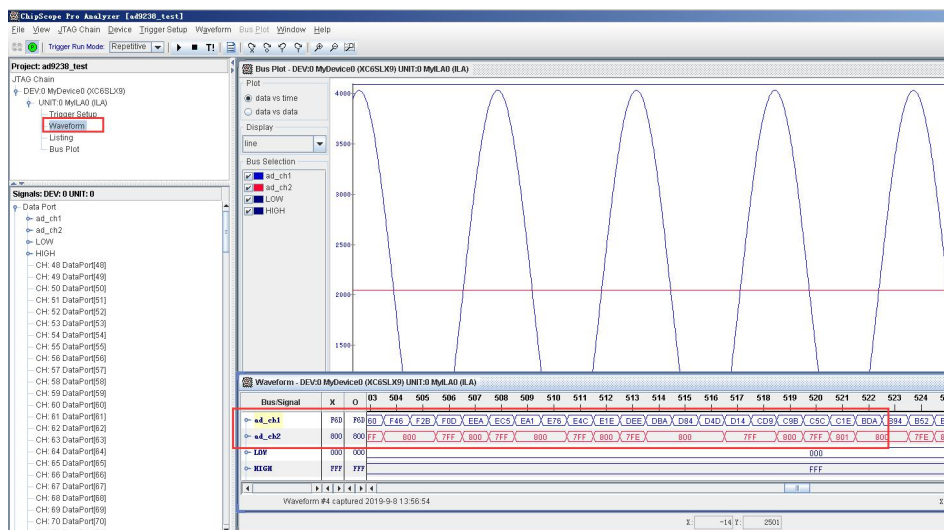 ChipScope Pro Analyzer [ad9238_test]
File View JTAG Chain Device Trigger Setup Waveform Bus Plot Window Help
Trigger Run Mode: Repetitive T!
Project: ad9238_test
JTAG Chain
DEV:0 MyDevice0 (XC6SLX9)
UNIT:0 MyILA0 (ILA)
Trigger Setup
Waveform
Listing
Bus Plot
Signals: DEV: 0 UNIT: 0
Data Port
ad_ch1
ad_ch2
LOW
HIGH
CH: 48 DataPort[48]
CH: 49 DataPort[49]
CH: 50 DataPort[50]
CH: 51 DataPort[51]
CH: 52 DataPort[52]
CH: 53 DataPort[53]
CH: 54 DataPort[54]
CH: 55 DataPort[55]
CH: 56 DataPort[56]
CH: 57 DataPort[57]
CH: 58 DataPort[58]
CH: 59 DataPort[59]
CH: 60 DataPort[60]
CH: 61 DataPort[61]
CH: 62 DataPort[62]
CH: 63 DataPort[63]
CH: 64 DataPort[64]
CH: 65 DataPort[65]
CH: 66 DataPort[66]
CH: 67 DataPort[67]
CH: 68 DataPort[68]
CH: 69 DataPort[69]
CH: 70 DataPort[70]
Bus Plot - DEV:0 MyDevice0 (XC6SLX9) UNIT:0 MyILA0 (ILA)
Plot
data vs time
data vs data
Display
line
Bus Selection
ad_ch1
ad_ch2
LOW
HIGH
4000
3500
3000
2500
2000
1500
Waveform - DEV:0 MyDevice0 (XC6SLX9) UNIT:0 MyILA0 (ILA)
Bus/Signal X O 03 504 505 506 507 508 509 510 511 512 513 514 515 516 517 518 519 520 521 522 523 524
ad_ch1 F6D F6D 60 F46 F2B F0D EEA EC5 EA1 E76 E4C E1E DEE DBA D84 D4D D14 CD9 C9B C5C C1E BDA B94 B52
ad_ch2 800 800 FF 800 7FF 800 7FF 800 7FF 800 7FE 800 7FF 800 7FF 801 800 7FE
LOW 000 000 000
HIGH FFF FFF FFF
Waveform #4 captured 2019-9-8 13:56:54
X: -14 Y: 2501